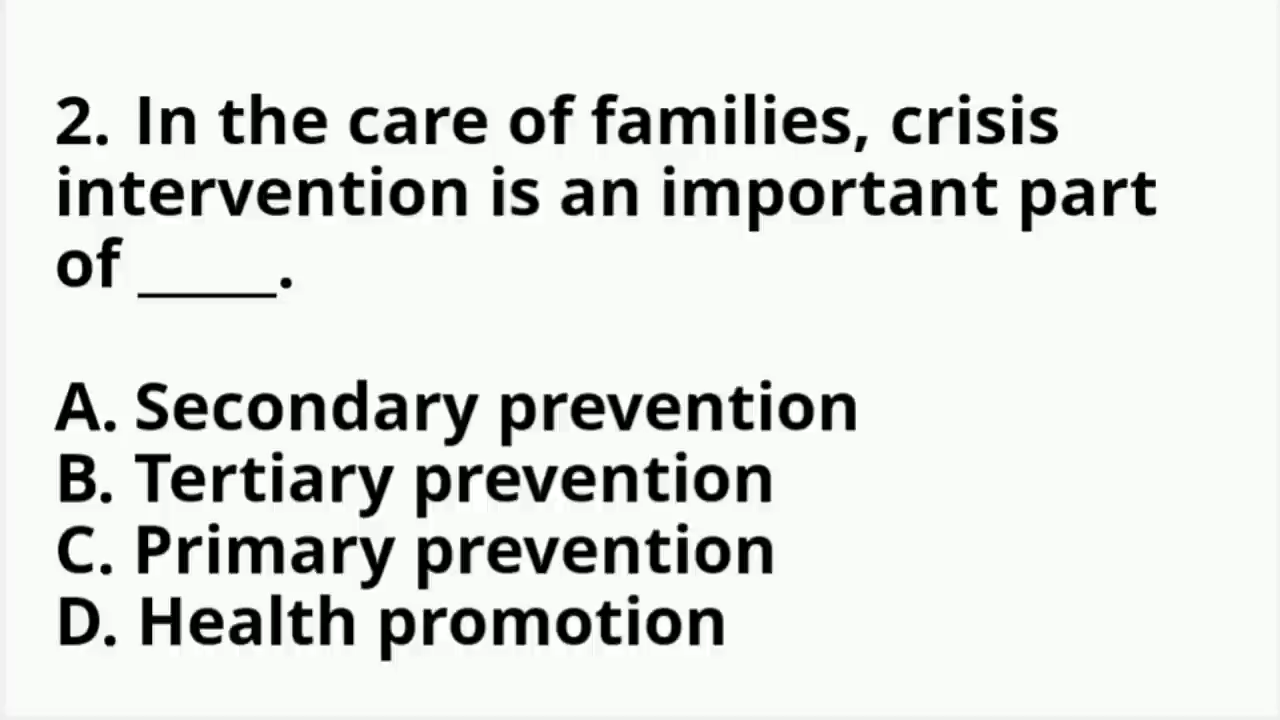 2. In the care of families, crisis
intervention is an important part
of _____.
A. Secondary prevention
B. Tertiary prevention
C. Primary prevention
D. Health promotion